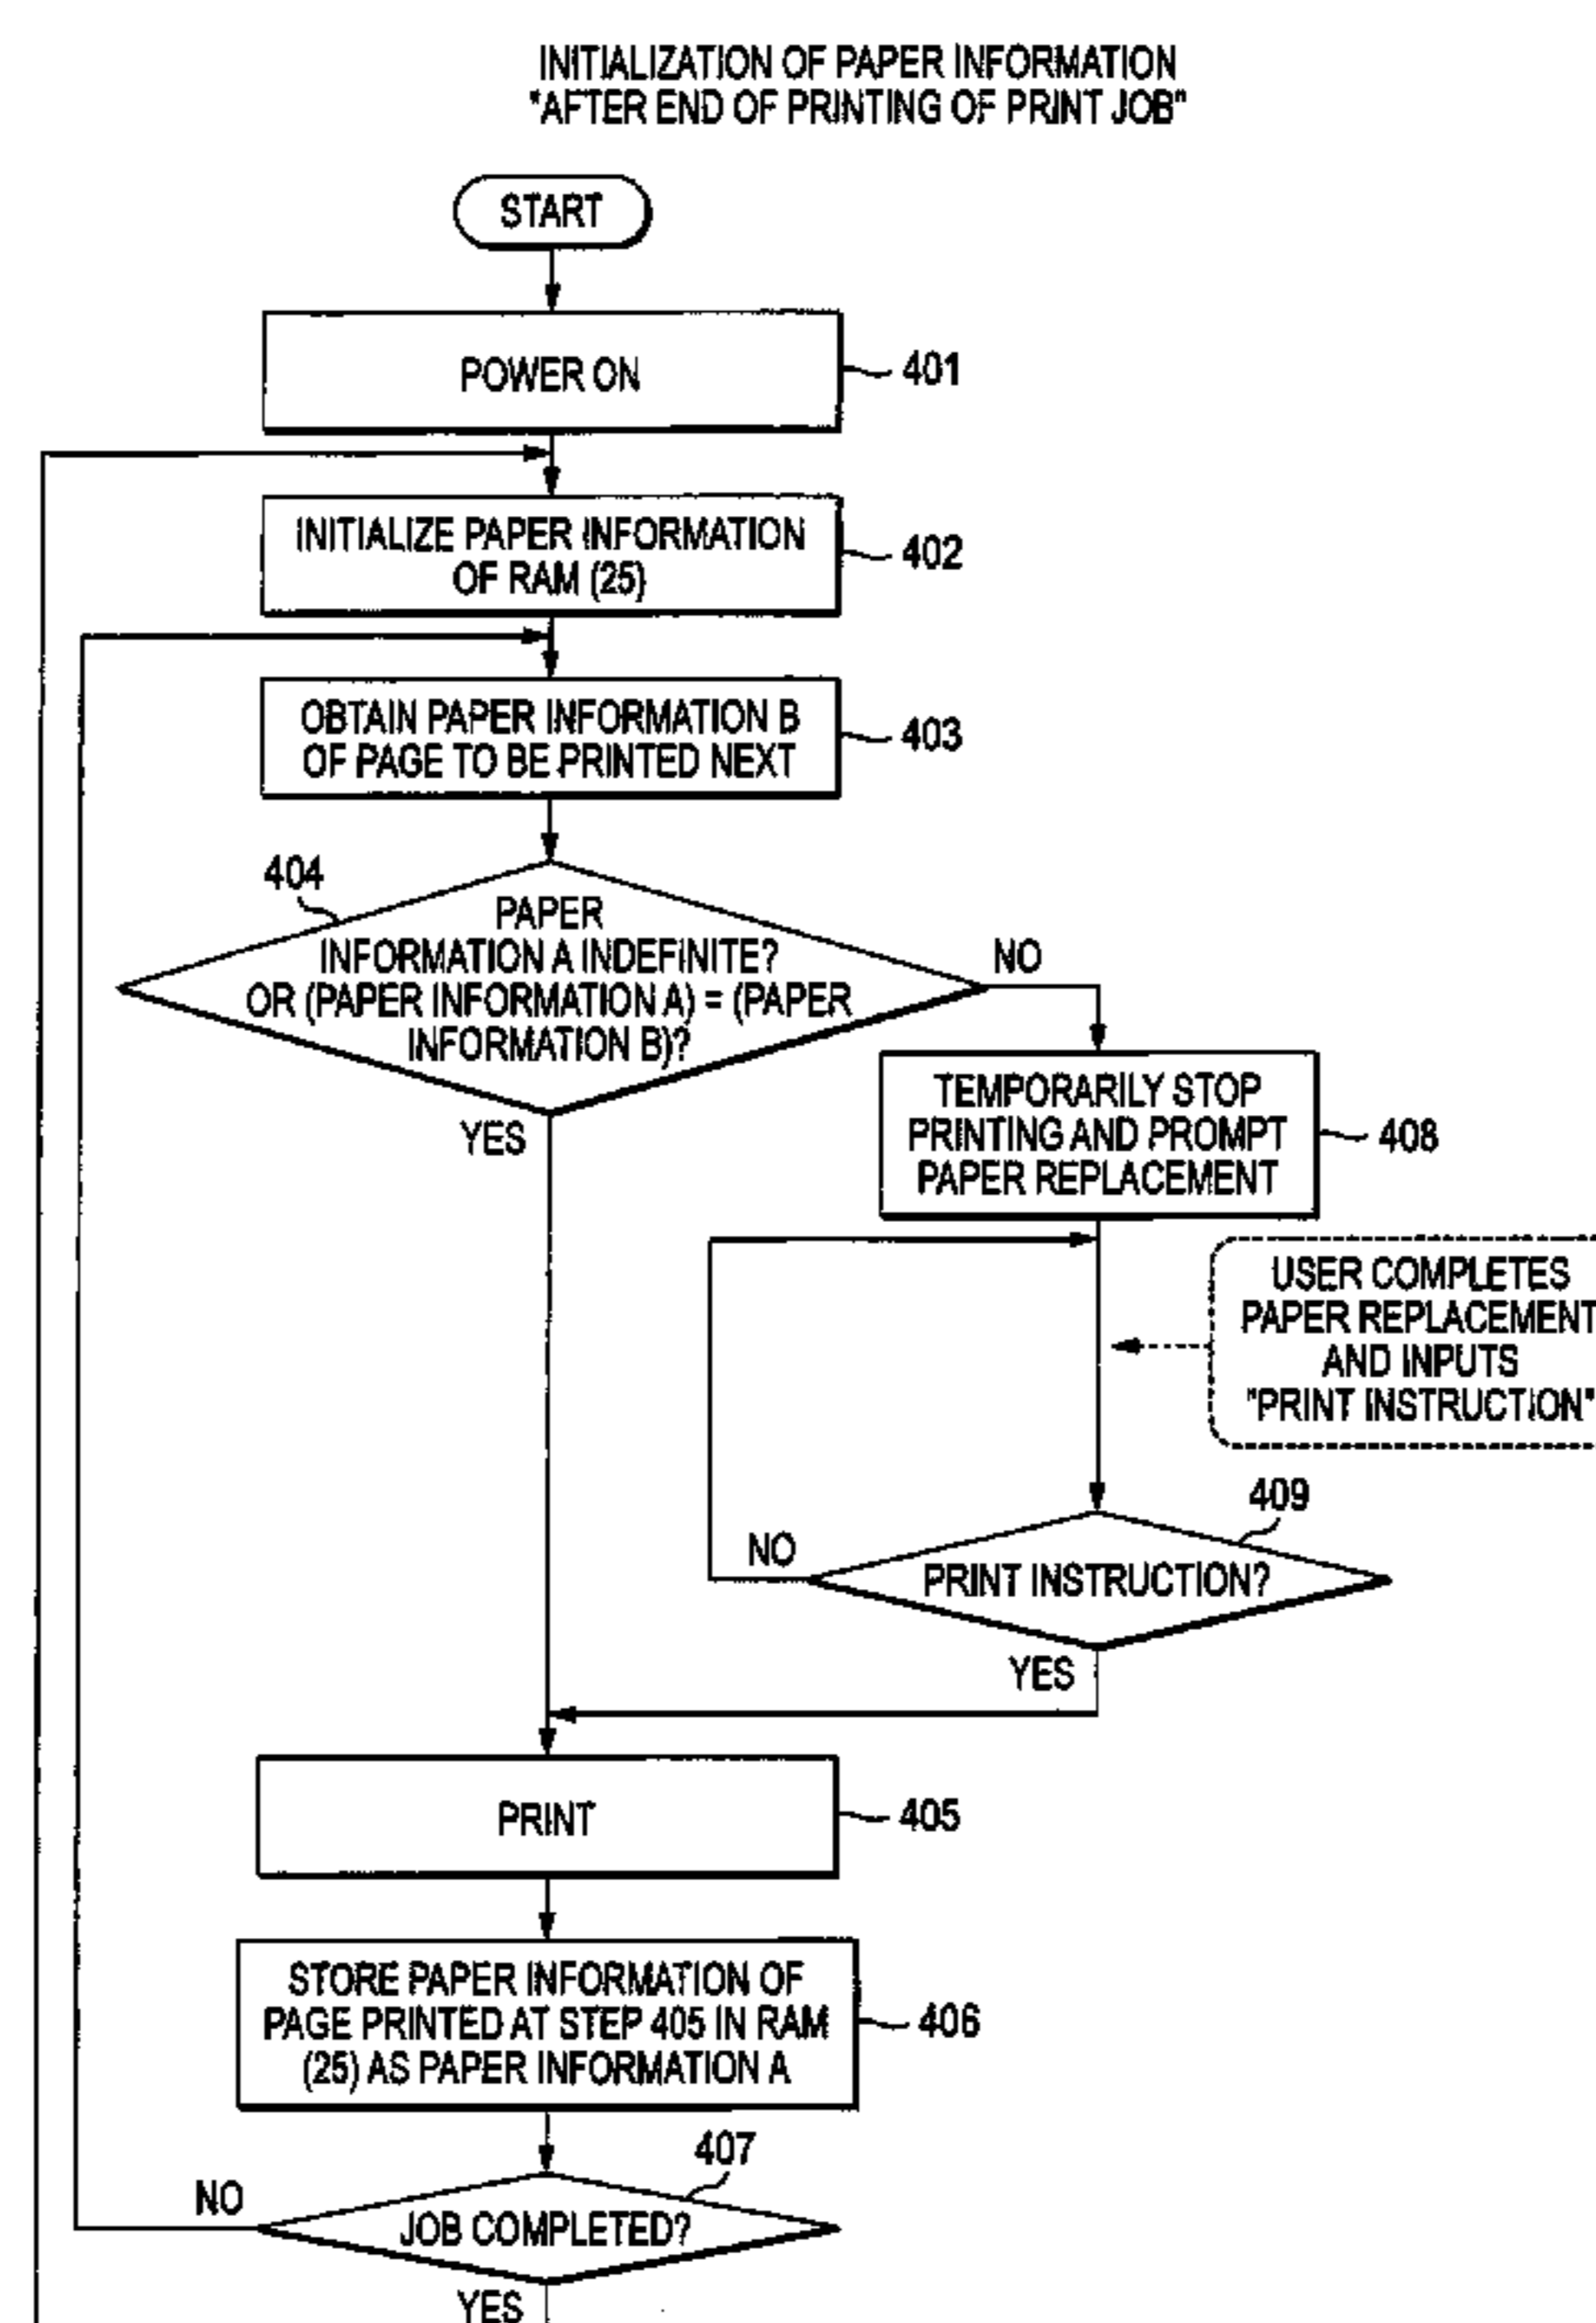 INITIALIZATION OF PAPER INFORMATION
"AFTER END OF PRINTING OF PRINT JOB"
START
POWER ON
401
INITIALIZE PAPER INFORMATION
OF RAM (25)
402
OBTAIN PAPER INFORMATION B
OF PAGE TO BE PRINTED NEXT
403
404
PAPER
INFORMATION A INDEFINITE?
OR (PAPER INFORMATION A) = (PAPER
INFORMATION B)?
NO
YES
TEMPORARILY STOP
PRINTING AND PROMPT
PAPER REPLACEMENT
408
USER COMPLETES
PAPER REPLACEMENT
AND INPUTS
"PRINT INSTRUCTION"
409
NO
PRINT INSTRUCTION?
YES
PRINT
405
STORE PAPER INFORMATION OF
PAGE PRINTED AT STEP 405 IN RAM
(25) AS PAPER INFORMATION A
406
407
NO
JOB COMPLETED?
YES